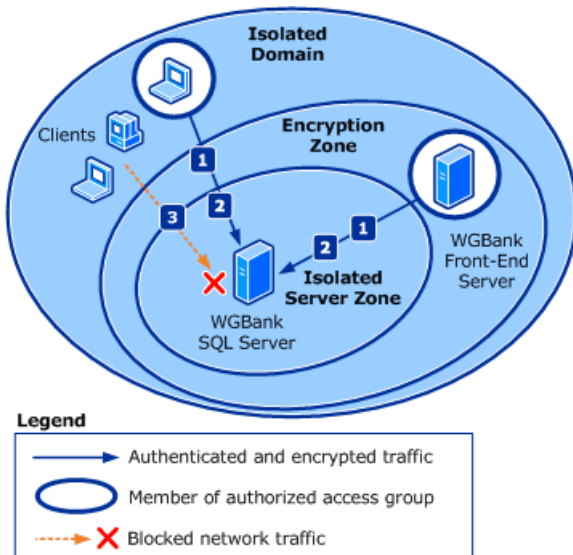 Isolated
Domain
Clients
Encryption
Zone
1
2
3
1
2
WGBank
Front-End
Server
Isolated
Server Zone
WGBank
SQL Server
Legend
Authenticated and encrypted traffic
Member of authorized access group
Blocked network traffic